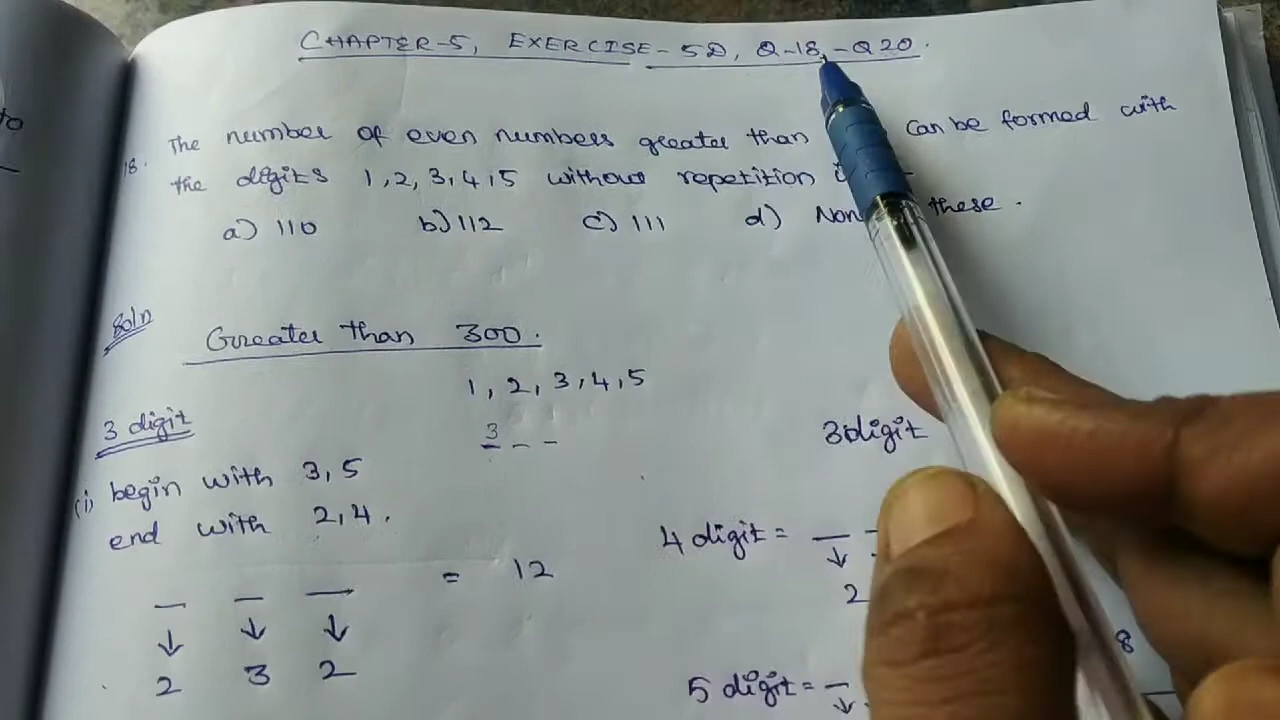 CHAPTER-5, EXERCISE-5D, Q-18,-Q20.
18. The number of even numbers greater than can be formed with
the digits 1,2,3,4,5 without repetition
a) 110 b) 112 c) 111 d) these.
Soln
Greater than 300.
1, 2, 3, 4, 5
3 _ _
3 digit
(i) begin with 3, 5
end with 2, 4.
_ _ _ = 12
↓ ↓ ↓
2 3 2
3digit
4 digit = _
↓
2
8
5 digit = _
↓